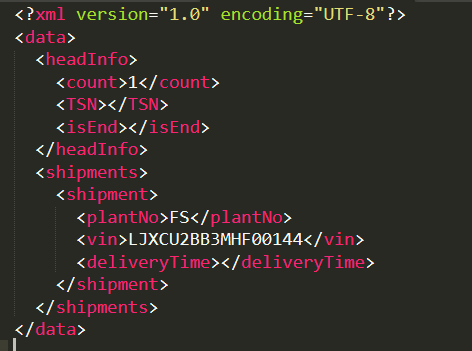 <?xml version="1.0" encoding="UTF-8"?>
<data>
  <headInfo>
    <count>1</count>
    <TSN></TSN>
    <isEnd></isEnd>
  </headInfo>
  <shipments>
    <shipment>
      <plantNo>FS</plantNo>
      <vin>LJXCU2BB3MHF00144</vin>
      <deliveryTime></deliveryTime>
    </shipment>
  </shipments>
</data>